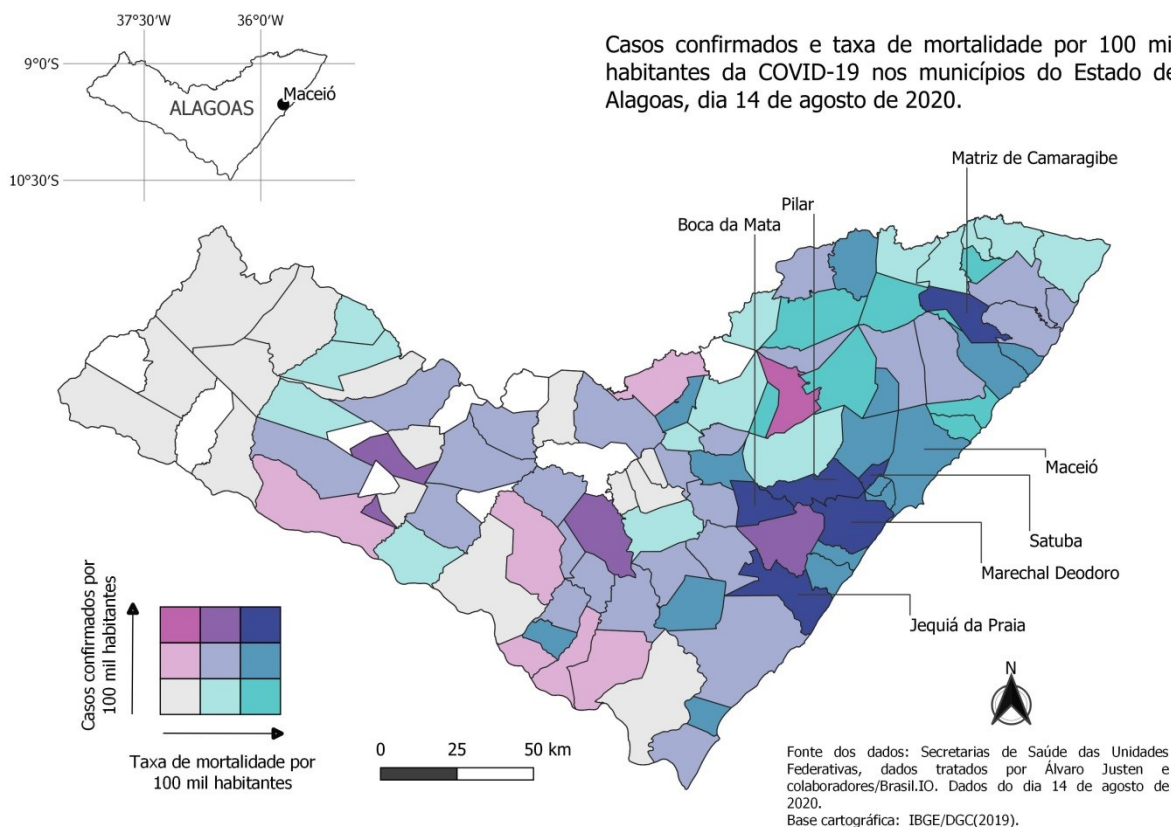 37°30'W
36°0'W
9°0'S
10°30'S
ALAGOAS
Maceió
Casos confirmados e taxa de mortalidade por 100 mi
habitantes da COVID-19 nos municípios do Estado de
Alagoas, dia 14 de agosto de 2020.
Matriz de Camaragibe
Pilar
Boca da Mata
Maceió
Satuba
Marechal Deodoro
Jequiá da Praia
Casos confirmados por
100 mil habitantes
Taxa de mortalidade por
100 mil habitantes
0 25 50 km
N
Fonte dos dados: Secretarias de Saúde das Unidades
Federativas, dados tratados por Álvaro Justen e
colaboradores/Brasil.IO. Dados do dia 14 de agosto de
2020.
Base cartográfica: IBGE/DGC(2019).